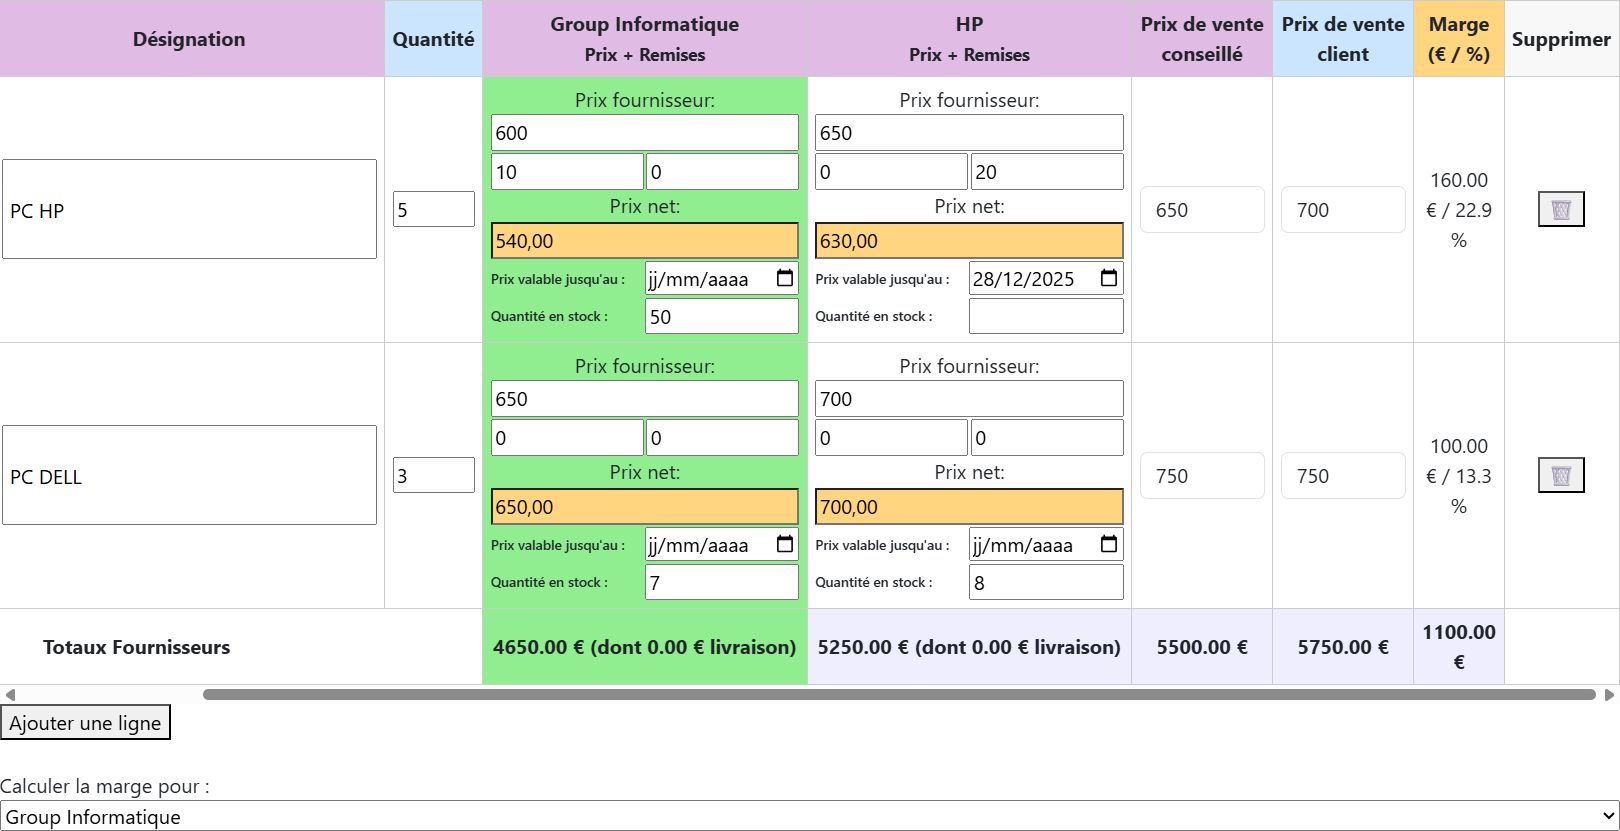 Désignation
Quantité
Group Informatique
Prix + Remises
HP
Prix + Remises
Prix de vente
conseillé
Prix de vente
client
Marge
(€ / %)
Supprimer
PC HP
5
Prix fournisseur:
600
10
0
Prix net:
540,00
Prix valable jusqu'au :
jj/mm/aaaa
Quantité en stock :
50
Prix fournisseur:
650
0
20
Prix net:
630,00
Prix valable jusqu'au :
28/12/2025
Quantité en stock :
650
700
160.00
€ / 22.9
%
PC DELL
3
Prix fournisseur:
650
0
0
Prix net:
650,00
Prix valable jusqu'au :
jj/mm/aaaa
Quantité en stock :
7
Prix fournisseur:
700
0
0
Prix net:
700,00
Prix valable jusqu'au :
jj/mm/aaaa
Quantité en stock :
8
750
750
100.00
€ / 13.3
%
Totaux Fournisseurs
4650.00 € (dont 0.00 € livraison)
5250.00 € (dont 0.00 € livraison)
5500.00 €
5750.00 €
1100.00
€
Ajouter une ligne
Calculer la marge pour :
Group Informatique